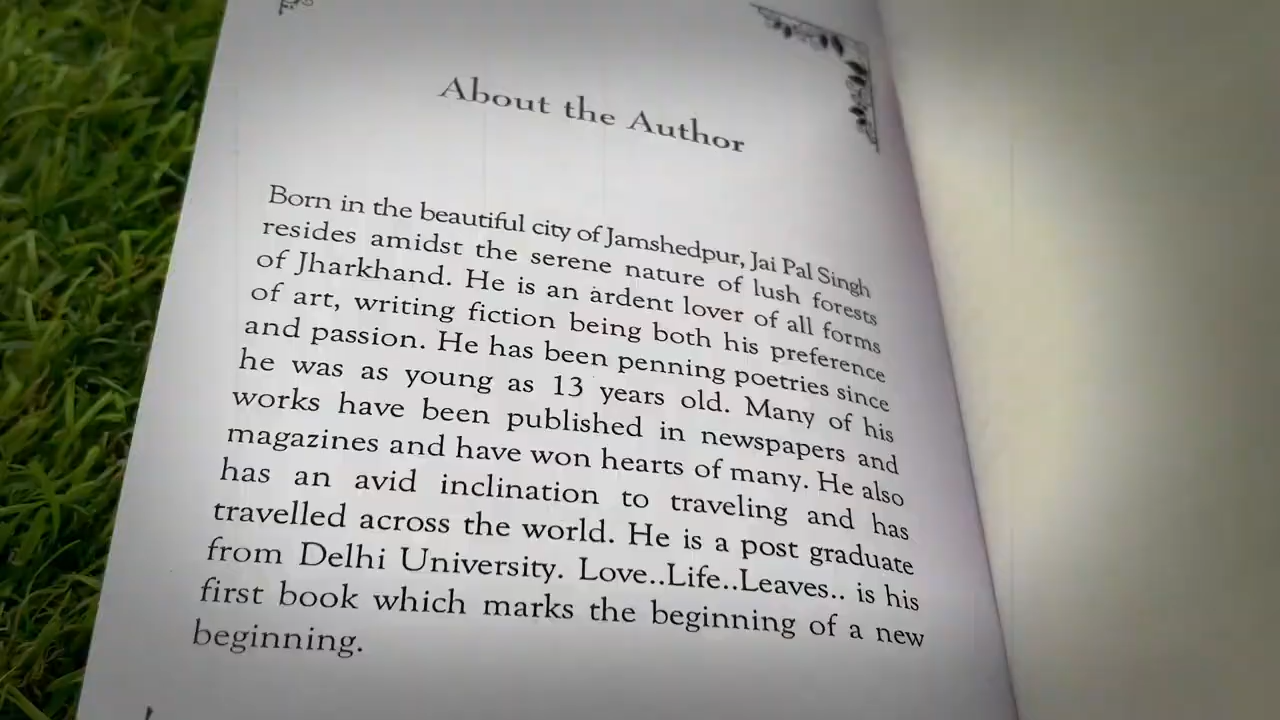 About the Author
Born in the beautiful city of Jamshedpur, Jai Pal Singh
resides amidst the serene nature of lush forests
of Jharkhand. He is an ardent lover of all forms
of art, writing fiction being both his preference
and passion. He has been penning poetries since
he was as young as 13 years old. Many of his
works have been published in newspapers and
magazines and have won hearts of many. He also
has an avid inclination to traveling and has
travelled across the world. He is a post graduate
from Delhi University. Love..Life..Leaves.. is his
first book which marks the beginning of a new
beginning.